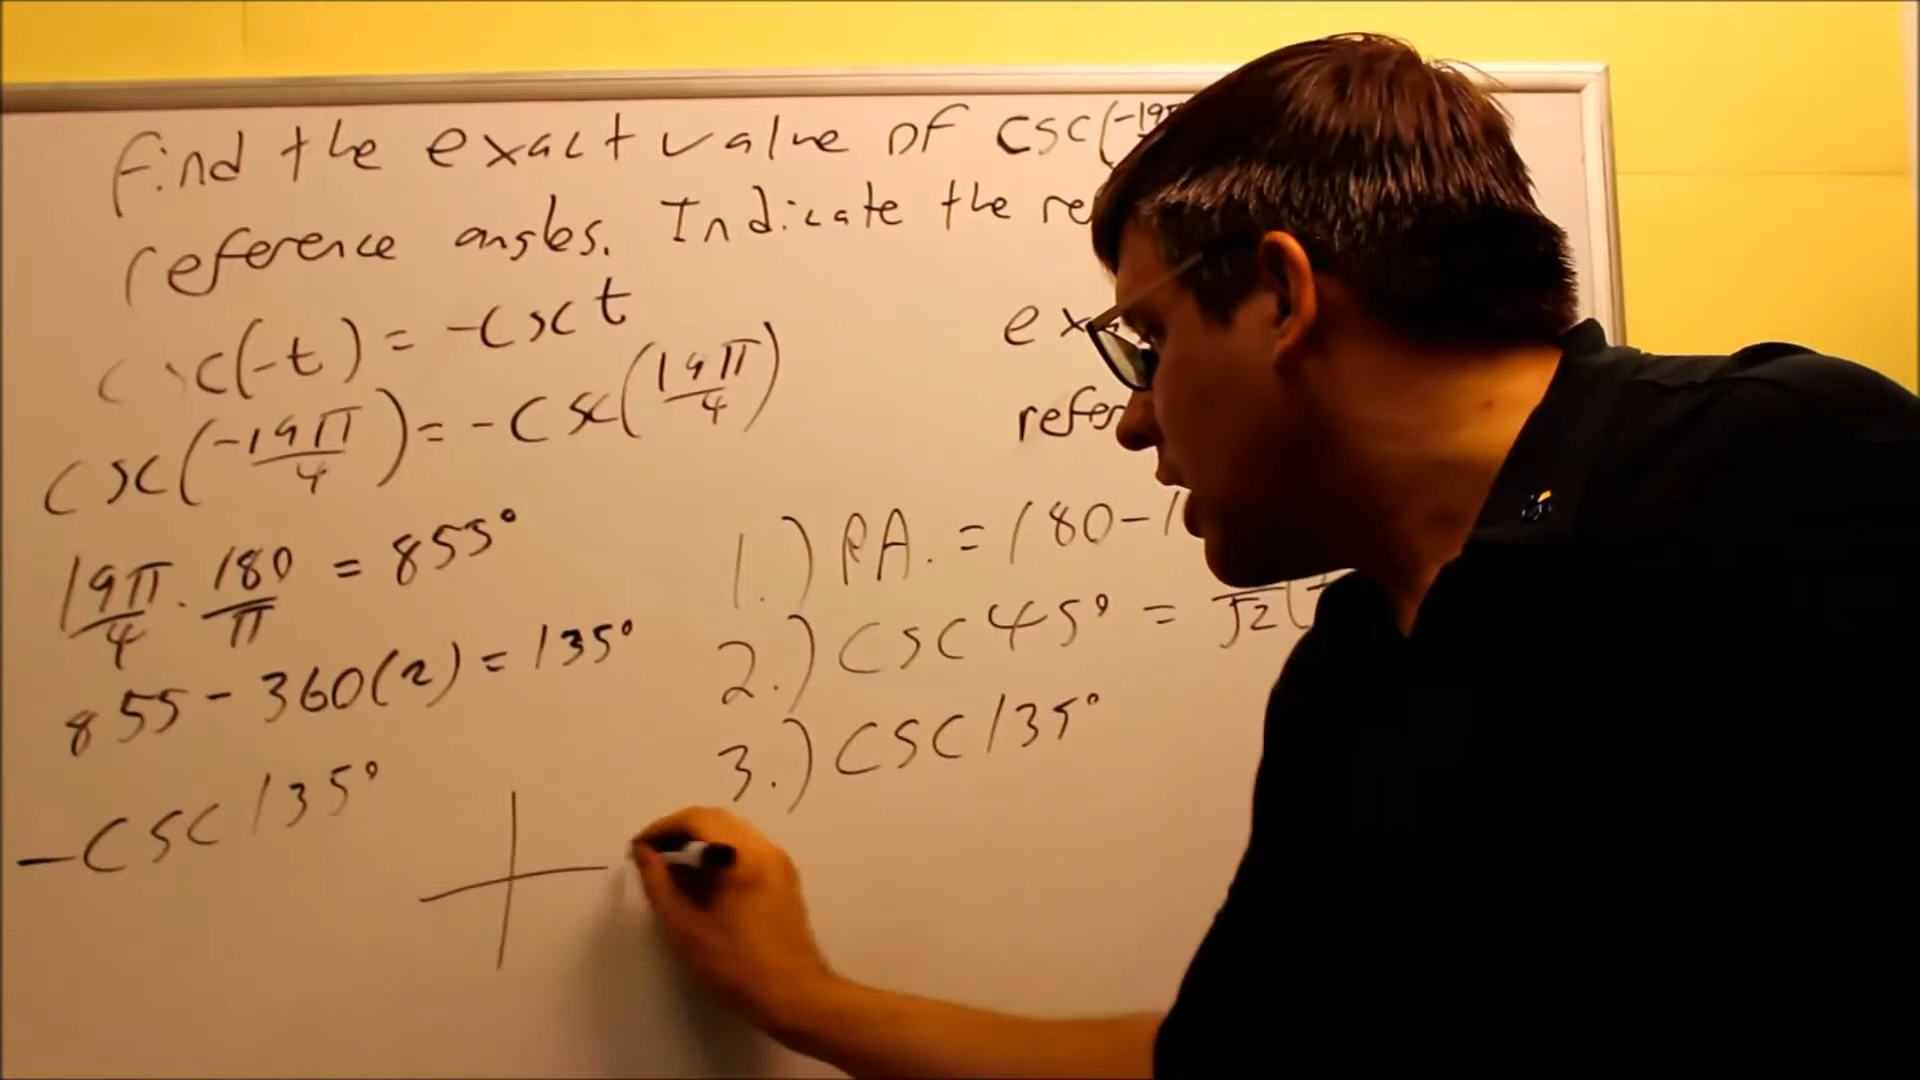 Find the exact value of csc(-19π
reference angles. Indicate the re
csc(-t) = -csc t
csc(-19π/4) = -csc(19π/4)
19π/4 · 180/π = 855°
855 - 360(2) = 135°
-csc 135°
ex
refer
1.) RA. = 180 - 1
2.) csc 45° = /√2
3.) csc 135°